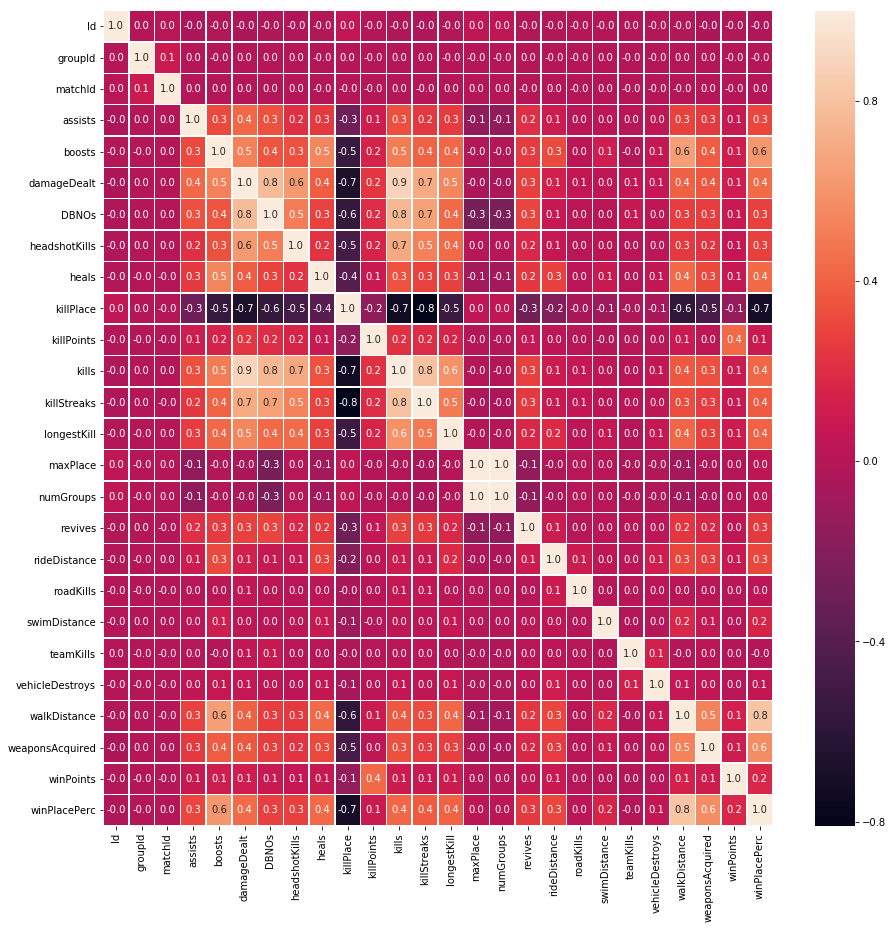 Id 1.0 0.0 0.0 -0.0 -0.0 -0.0 -0.0 -0.0 -0.0 0.0 -0.0 -0.0 -0.0 -0.0 0.0 0.0 -0.0 -0.0 -0.0 -0.0 -0.0 -0.0 -0.0 -0.0 -0.0 -0.0
groupId 0.0 1.0 0.1 0.0 -0.0 -0.0 -0.0 -0.0 -0.0 0.0 -0.0 -0.0 -0.0 -0.0 -0.0 -0.0 -0.0 -0.0 -0.0 -0.0 -0.0 -0.0 -0.0 -0.0 -0.0 -0.0
matchId 0.0 0.1 1.0 0.0 -0.0 0.0 0.0 0.0 -0.0 -0.0 0.0 0.0 0.0 0.0 0.0 0.0 0.0 0.0 0.0 0.0 0.0 -0.0 0.0 0.0 -0.0 0.0
assists -0.0 0.0 0.0 1.0 0.3 0.4 0.3 0.2 0.3 -0.3 0.1 0.3 0.2 0.3 -0.1 -0.1 0.2 0.1 0.0 0.0 0.0 0.0 0.3 0.3 0.1 0.3
boosts -0.0 -0.0 -0.0 0.3 1.0 0.5 0.4 0.3 0.5 -0.5 0.2 0.5 0.4 0.4 -0.0 -0.0 0.3 0.3 0.0 0.1 -0.0 0.1 0.6 0.4 0.1 0.6
damageDealt -0.0 -0.0 0.0 0.4 0.5 1.0 0.8 0.6 0.4 -0.7 0.2 0.9 0.7 0.5 -0.0 -0.0 0.3 0.1 0.1 0.0 0.1 0.1 0.4 0.4 0.1 0.4
DBNOs -0.0 -0.0 0.0 0.3 0.4 0.8 1.0 0.5 0.3 -0.6 0.2 0.8 0.7 0.4 -0.3 -0.3 0.3 0.1 0.0 0.0 0.1 0.0 0.3 0.3 0.1 0.3
headshotKills -0.0 -0.0 0.0 0.2 0.3 0.6 0.5 1.0 0.2 -0.5 0.2 0.7 0.5 0.4 0.0 0.0 0.2 0.1 0.0 0.0 0.0 0.0 0.3 0.2 0.1 0.3
heals -0.0 -0.0 -0.0 0.3 0.5 0.4 0.3 0.2 1.0 -0.4 0.1 0.3 0.3 0.3 -0.1 -0.1 0.2 0.3 0.0 0.1 0.0 0.1 0.4 0.3 0.1 0.4
killPlace 0.0 0.0 -0.0 -0.3 -0.5 -0.7 -0.6 -0.5 -0.4 1.0 -0.2 -0.7 -0.8 -0.5 0.0 0.0 -0.3 -0.2 -0.0 -0.1 -0.0 -0.1 -0.6 -0.5 -0.1 -0.7
killPoints -0.0 -0.0 0.0 0.1 0.2 0.2 0.2 0.2 0.1 -0.2 1.0 0.2 0.2 0.2 -0.0 -0.0 0.1 0.0 0.0 -0.0 0.0 0.0 0.1 0.0 0.4 0.1
kills -0.0 -0.0 0.0 0.3 0.5 0.9 0.8 0.7 0.3 -0.7 0.2 1.0 0.8 0.6 -0.0 -0.0 0.3 0.1 0.1 0.0 0.0 0.1 0.4 0.3 0.1 0.4
killStreaks -0.0 -0.0 0.0 0.2 0.4 0.7 0.7 0.5 0.3 -0.8 0.2 0.8 1.0 0.5 -0.0 -0.0 0.3 0.1 0.1 0.0 0.0 0.0 0.3 0.3 0.1 0.4
longestKill -0.0 -0.0 0.0 0.3 0.4 0.5 0.4 0.4 0.3 -0.5 0.2 0.6 0.5 1.0 -0.0 -0.0 0.2 0.2 0.0 0.1 -0.0 0.1 0.4 0.3 0.1 0.4
maxPlace 0.0 -0.0 0.0 -0.1 -0.0 -0.0 -0.3 0.0 -0.1 0.0 -0.0 -0.0 -0.0 -0.0 1.0 1.0 -0.1 -0.0 0.0 0.0 -0.0 -0.0 -0.1 -0.0 0.0 0.0
numGroups 0.0 -0.0 0.0 -0.1 -0.0 -0.0 -0.3 0.0 -0.1 0.0 -0.0 -0.0 -0.0 -0.0 1.0 1.0 -0.1 -0.0 0.0 0.0 -0.0 -0.0 -0.1 -0.0 0.0 0.0
revives -0.0 -0.0 0.0 0.2 0.3 0.3 0.3 0.2 0.2 -0.3 0.1 0.3 0.3 0.2 -0.1 -0.1 1.0 0.1 0.0 0.0 0.0 0.0 0.2 0.2 0.0 0.3
rideDistance -0.0 -0.0 0.0 0.1 0.3 0.1 0.1 0.1 0.3 -0.2 0.0 0.1 0.1 0.2 -0.0 -0.0 0.1 1.0 0.1 0.0 -0.0 0.1 0.3 0.3 0.1 0.3
roadKills -0.0 -0.0 0.0 0.0 0.0 0.1 0.0 0.0 0.0 -0.0 0.0 0.1 0.1 0.0 0.0 0.0 0.0 0.1 1.0 0.0 0.0 0.0 0.0 0.0 0.0 0.0
swimDistance -0.0 -0.0 0.0 0.0 0.1 0.0 0.0 0.0 0.1 -0.1 -0.0 0.0 0.0 0.1 0.0 0.0 0.0 0.0 0.0 1.0 0.0 0.0 0.2 0.1 0.0 0.2
teamKills -0.0 -0.0 0.0 0.0 -0.0 0.1 0.1 0.0 0.0 -0.0 0.0 0.0 0.0 -0.0 -0.0 -0.0 0.0 -0.0 0.0 0.0 1.0 0.1 -0.0 0.0 0.0 -0.0
vehicleDestroys -0.0 -0.0 -0.0 0.0 0.1 0.1 0.0 0.0 0.1 -0.1 0.0 0.1 0.0 0.1 -0.0 -0.0 0.0 0.1 0.0 0.0 0.1 1.0 0.1 0.0 0.0 0.1
walkDistance -0.0 -0.0 0.0 0.3 0.6 0.4 0.3 0.3 0.4 -0.6 0.1 0.4 0.3 0.4 -0.1 -0.1 0.2 0.3 0.0 0.2 -0.0 0.1 1.0 0.5 0.1 0.8
weaponsAcquired -0.0 -0.0 0.0 0.3 0.4 0.4 0.3 0.2 0.3 -0.5 0.0 0.3 0.3 0.3 -0.0 -0.0 0.2 0.3 0.0 0.1 0.0 0.0 0.5 1.0 0.1 0.6
winPoints -0.0 -0.0 -0.0 0.1 0.1 0.1 0.1 0.1 0.1 -0.1 0.4 0.1 0.1 0.1 0.0 0.0 0.0 0.1 0.0 0.0 0.0 0.0 0.1 0.1 1.0 0.2
winPlacePerc -0.0 -0.0 0.0 0.3 0.6 0.4 0.3 0.3 0.4 -0.7 0.1 0.4 0.4 0.4 0.0 0.0 0.3 0.3 0.0 0.2 -0.0 0.1 0.8 0.6 0.2 1.0
Id groupId matchId assists boosts damageDealt DBNOs headshotKills heals killPlace killPoints kills killStreaks longestKill maxPlace numGroups revives rideDistance roadKills swimDistance teamKills vehicleDestroys walkDistance weaponsAcquired winPoints winPlacePerc
0.8
0.4
0.0
−0.4
−0.8